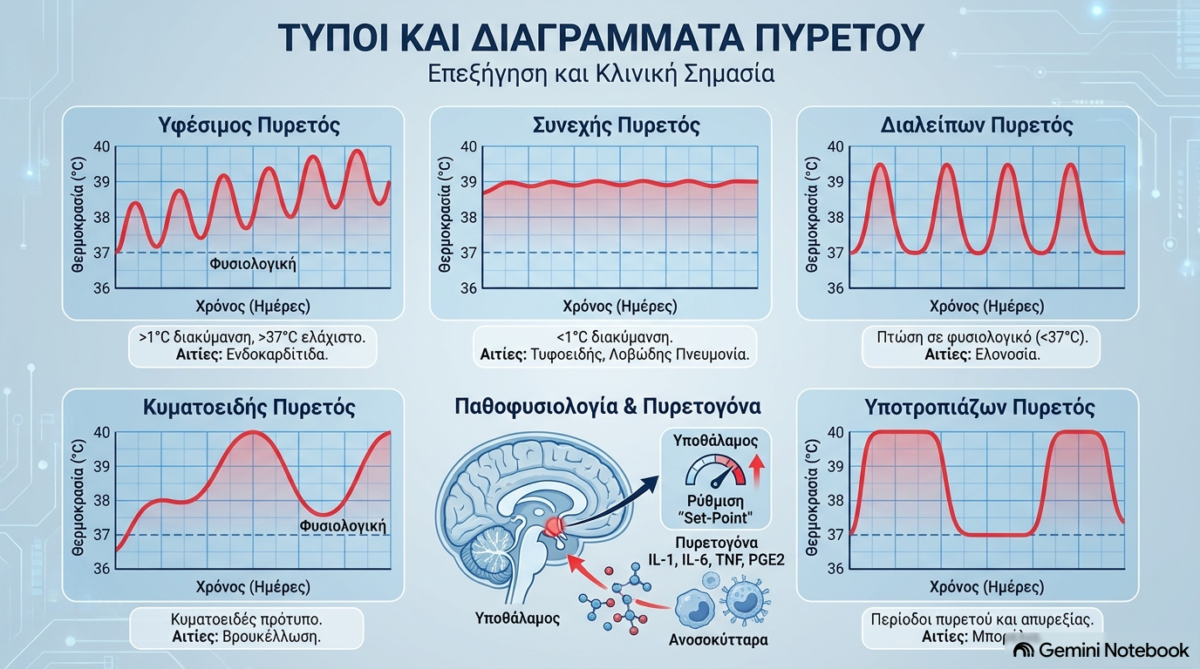 ΤΥΠΟΙ ΚΑΙ ΔΙΑΓΡΑΜΜΑΤΑ ΠΥΡΕΤΟΥ
Επεξήγηση και Κλινική Σημασία
Υφέσιμος Πυρετός
Θερμοκρασία (°C)
40
39
38
37
36
Φυσιολογική
Χρόνος (Ημέρες)
>1°C διακύμανση, >37°C ελάχιστο.
Αιτίες: Ενδοκαρδίτιδα.
Συνεχής Πυρετός
Θερμοκρασία (°C)
40
39
38
37
36
Χρόνος (Ημέρες)
<1°C διακύμανση.
Αιτίες: Τυφοειδής, Λοβώδης Πνευμονία.
Διαλείπων Πυρετός
Θερμοκρασία (°C)
40
39
38
37
36
Χρόνος (Ημέρες)
Πτώση σε φυσιολογικό (<37°C).
Αιτίες: Ελονοσία.
Κυματοειδής Πυρετός
Θερμοκρασία (°C)
40
39
38
37
36
Φυσιολογική
Χρόνος (Ημέρες)
Κυματοειδές πρότυπο.
Αιτίες: Βρουκέλλωση.
Παθοφυσιολογία & Πυρετογόνα
Υποθάλαμος
Ρύθμιση
"Set-Point"
Πυρετογόνα
IL-1, IL-6, TNF, PGE2
Υποθάλαμος
Ανοσοκύτταρα
Υποτροπιάζων Πυρετός
Θερμοκρασία (°C)
40
39
38
37
36
Χρόνος (Ημέρες)
Περίοδοι πυρετού και απυρεξίας.
Αιτίες:
Gemini Notebook